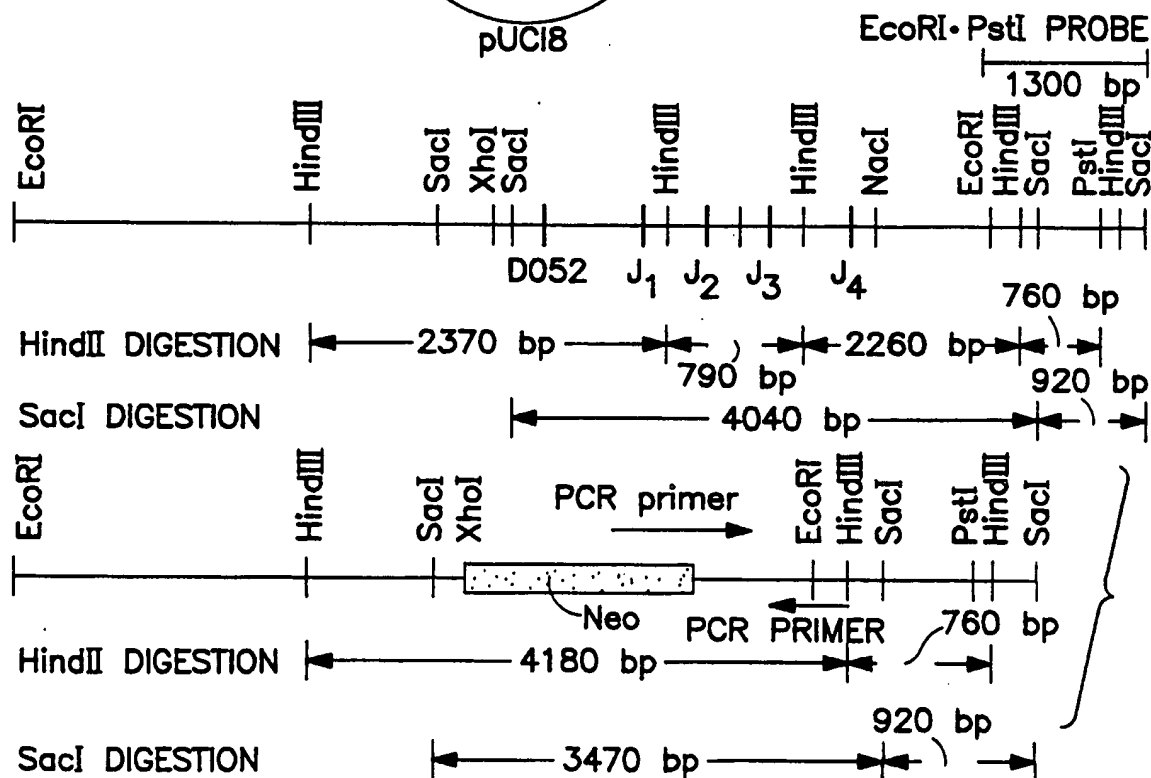 pUC18
EcoRI•PstI PROBE
1300 bp
EcoRI
HindIII
SacI
XhoI
SacI
HindIII
HindIII
NacI
EcoRI
HindIII
SacI
PstI
HindIII
SacI
DO52
J1
J2
J3
J4
760 bp
HindII DIGESTION
2370 bp
2260 bp
790 bp
920 bp
SacI DIGESTION
4040 bp
EcoRI
HindIII
SacI
XhoI
PCR primer
EcoRI
HindIII
SacI
PstI
HindIII
SacI
Neo
PCR PRIMER
760 bp
HindII DIGESTION
4180 bp
920 bp
SacI DIGESTION
3470 bp